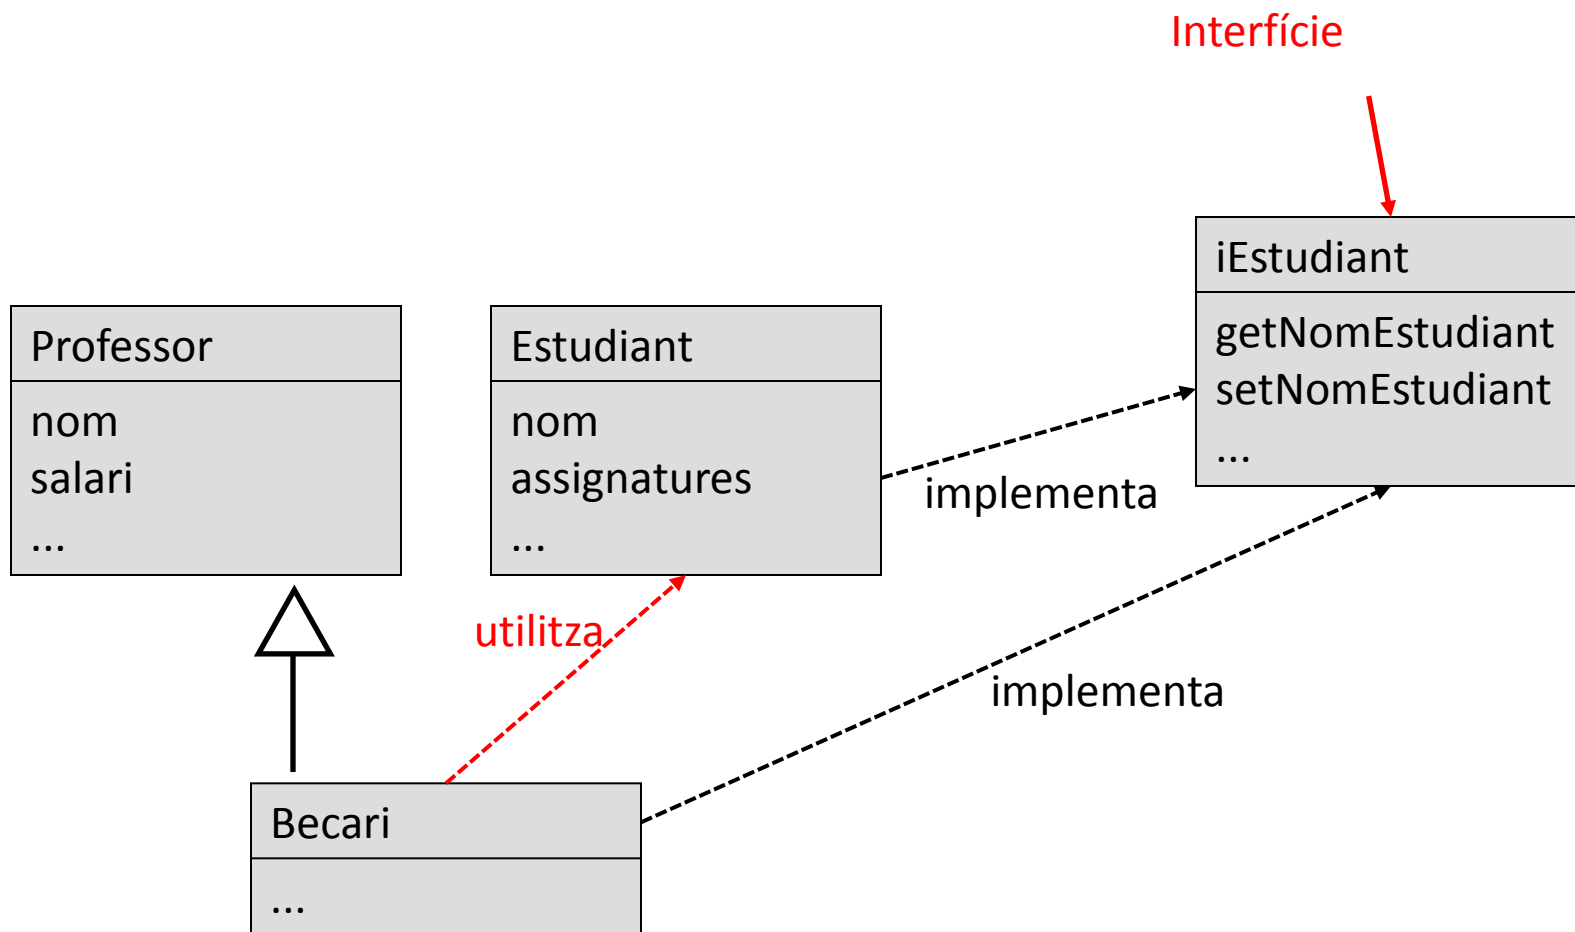 Interfície
iEstudiant
getNomEstudiant
setNomEstudiant
...
Professor
nom
salari
...
Estudiant
nom
assignatures
...
implementa
utilitza
implementa
Becari
...